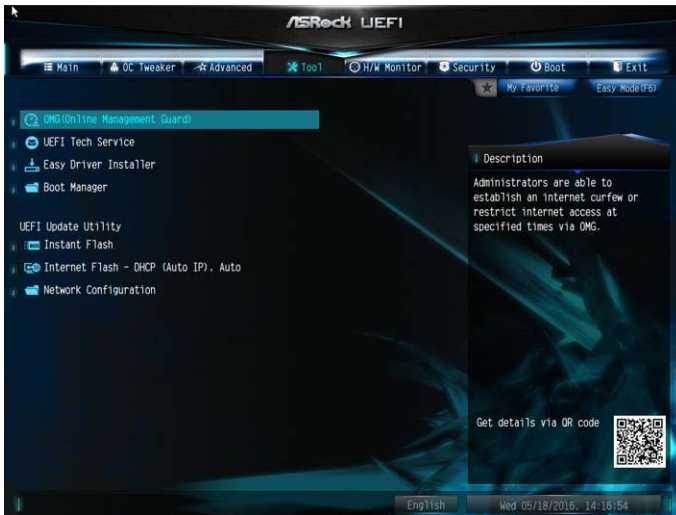 ASRock UEFI
Main OC Tweaker Advanced Tool H/W Monitor Security Boot Exit
My Favorite Easy Mode(F6)
OMG(Online Management Guard)
UEFI Tech Service
Easy Driver Installer
Boot Manager
UEFI Update Utility
Instant Flash
Internet Flash - DHCP (Auto IP). Auto
Network Configuration
Description
Administrators are able to
establish an internet curfew or
restrict internet access at
specified times via OMG.
Get details via QR code
English Wed 05/18/2016. 14:16:54